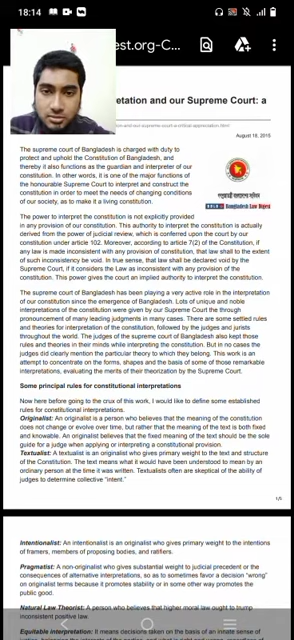 18:14
est.org-C...
etation and our Supreme Court: a
August 18, 2015
The supreme court of Bangladesh is charged with duty to
protect and uphold the Constitution of Bangladesh, and
thereby it also functions as the guardian and interpreter of our
constitution. In other words, it is one of the major functions of
the honourable Supreme Court to interpret and construct the
constitution in order to meet the needs of changing conditions
of our society, as to make it a living constitution.
Bangladesh Law Digest
The power to interpret the constitution is not explicitly provided
in any provision of our constitution. This authority to interpret the constitution is actually
derived from the power of judicial review, which is conferred upon the court by our
constitution under article 102. Moreover, according to article 7(2) of the Constitution, if
any law is made inconsistent with any provision of constitution, that law shall to the extent
of such inconsistency be void. In true sense, that law shall be declared void by the
Supreme Court, if it considers the Law as inconsistent with any provision of the
constitution. This power gives the court an implied authority to interpret the constitution.
The supreme court of Bangladesh has been playing a very active role in the interpretation
of our constitution since the emergence of Bangladesh. Lots of unique and noble
interpretations of the constitution were given by our Supreme Court through
pronouncement of many leading judgments in many cases. There are some settled rules
and theories for interpretation of the constitution, followed by the judges and jurists
throughout the world. The judges of the supreme court of Bangladesh also kept those
rules and theories in their minds while interpreting the constitution. But in no cases the
judges did clearly mention the particular theory to which they belong. This work is an
attempt to concentrate on the forms, shapes and the basis of some of those remarkable
interpretations, evaluating the merits of their theorization by the Supreme Court.
Some principal rules for constitutional interpretations
Now here before going to the crux of this work, I would like to define some established
rules for constitutional interpretations.
Originalist: An originalist is a person who believes that the meaning of the constitution
does not change or evolve over time, but rather that the meaning of the text is both fixed
and knowable. An originalist believes that the fixed meaning of the text should be the sole
guide for a judge when applying or interpreting a constitutional provision.
Textualist: A textualist is an originalist who gives primary weight to the text and structure
of the Constitution. The text means what it would have been understood to mean by an
ordinary person at the time it was written. Textualists often are skeptical of the ability
of judges to determine collective “intent.”
1/5
Intentionalist: An intentionalist is an originalist who gives primary weight to the intentions
of framers, members of proposing bodies, and ratifiers.
Pragmatist: A non-originalist who gives substantial weight to judicial precedent or the
consequences of alternative interpretations, so as to sometimes favor a decision “wrong”
on originalist terms because it promotes stability or in some other way promotes the
public good.
Natural Law Theorist: A person who believes that higher moral law ought to trump
inconsistent positive law.
Equitable interpretation: It means decisions taken on the basis of an innate sense of